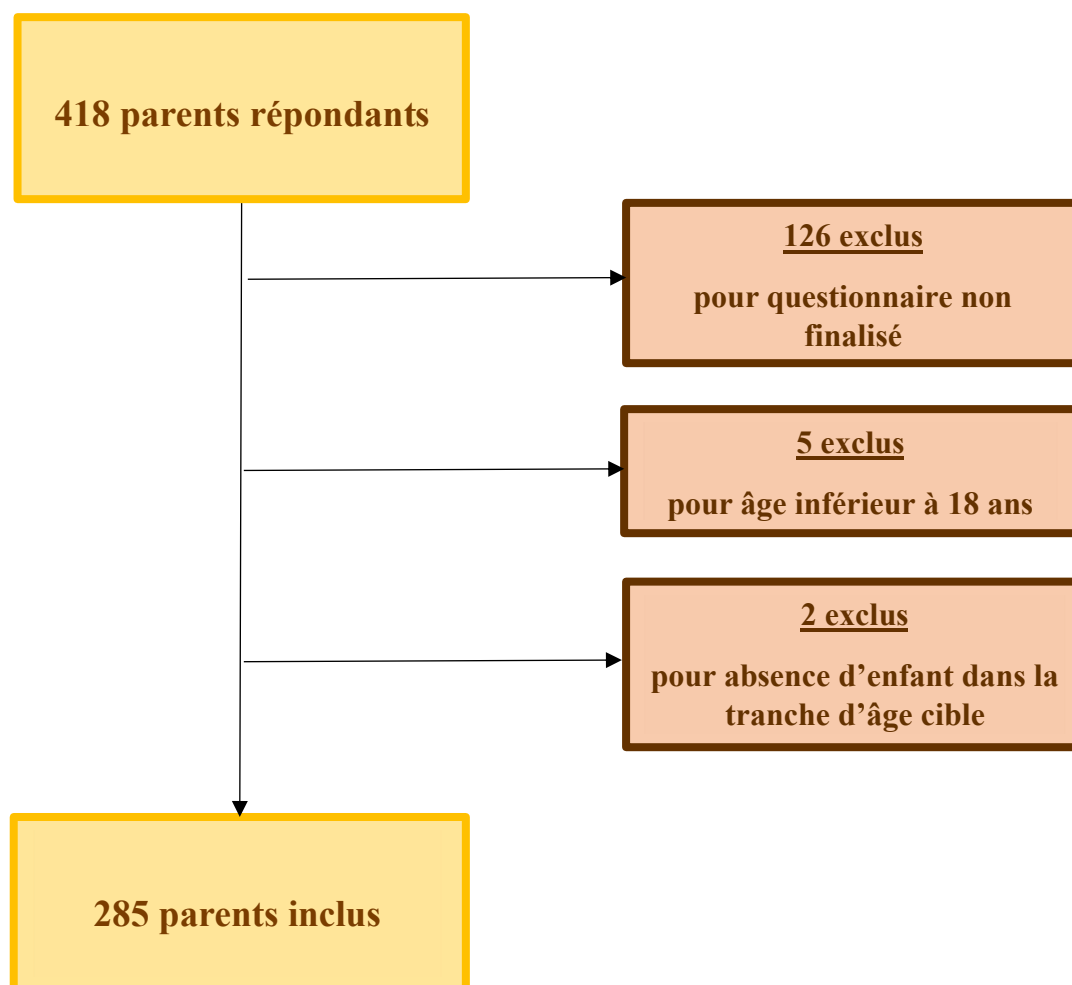 418 parents répondants
126 exclus
pour questionnaire non
finalisé
5 exclus
pour âge inférieur à 18 ans
2 exclus
pour absence d’enfant dans la
tranche d’âge cible
285 parents inclus